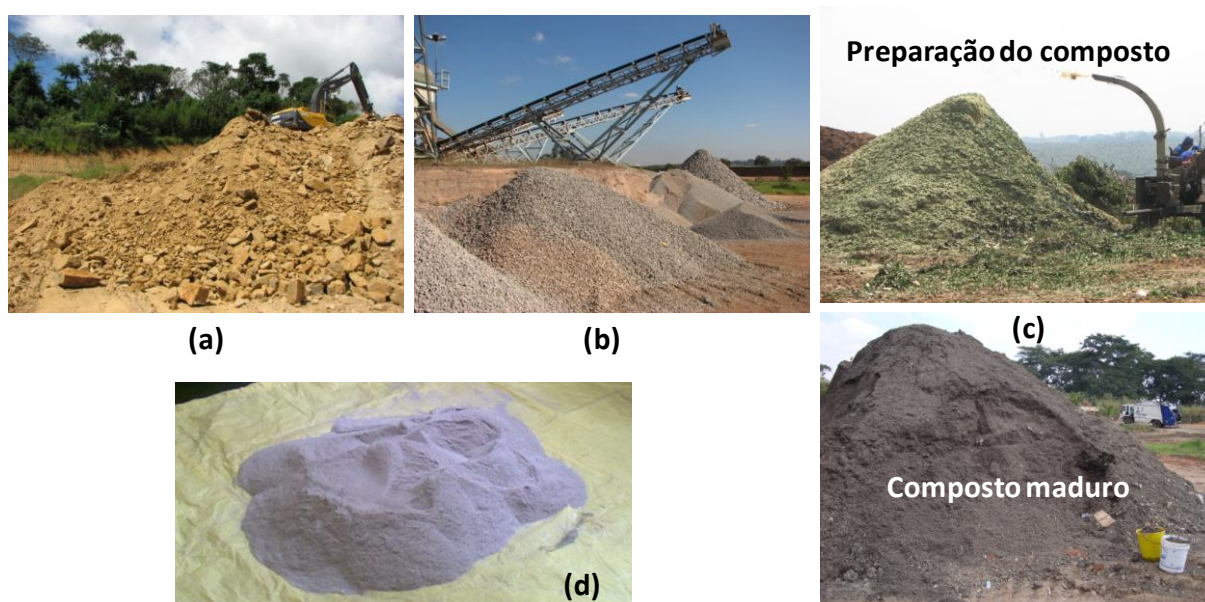 Preparação do composto
(a)
(b)
(c)
Composto maduro
(d)